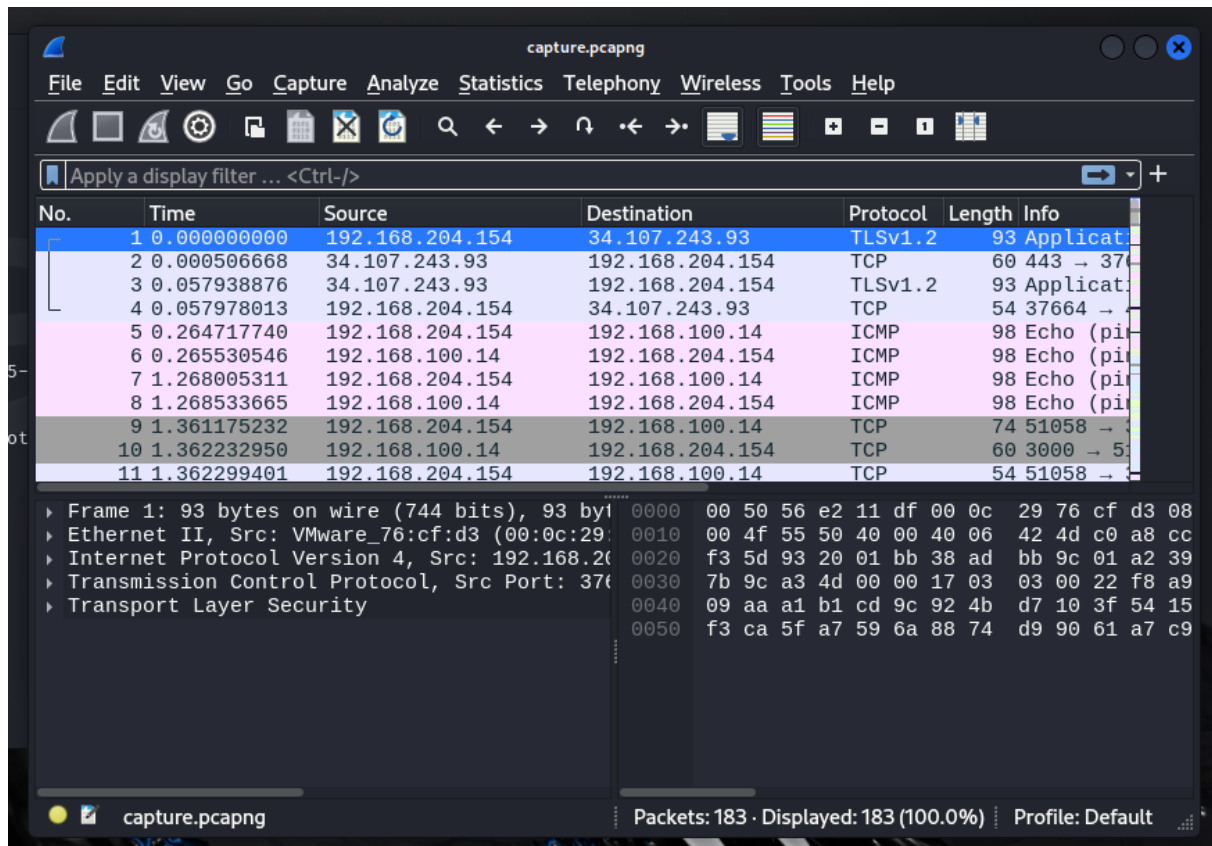 capture.pcapng
File Edit View Go Capture Analyze Statistics Telephony Wireless Tools Help
Apply a display filter … <Ctrl-/>
No. Time Source Destination Protocol Length Info
1 0.000000000 192.168.204.154 34.107.243.93 TLSv1.2 93 Applicat
2 0.000506668 34.107.243.93 192.168.204.154 TCP 60 443 → 376
3 0.057938876 34.107.243.93 192.168.204.154 TLSv1.2 93 Applicat
4 0.057978013 192.168.204.154 34.107.243.93 TCP 54 37664 →
5 0.264717740 192.168.204.154 192.168.100.14 ICMP 98 Echo (pi
6 0.265530546 192.168.100.14 192.168.204.154 ICMP 98 Echo (pi
7 1.268005311 192.168.204.154 192.168.100.14 ICMP 98 Echo (pi
8 1.268533665 192.168.100.14 192.168.204.154 ICMP 98 Echo (pi
9 1.361175232 192.168.204.154 192.168.100.14 TCP 74 51058 →
10 1.362232950 192.168.100.14 192.168.204.154 TCP 60 3000 → 5
11 1.362299401 192.168.204.154 192.168.100.14 TCP 54 51058 →
5-
ot
Frame 1: 93 bytes on wire (744 bits), 93 byt
Ethernet II, Src: VMware_76:cf:d3 (00:0c:29:
Internet Protocol Version 4, Src: 192.168.20
Transmission Control Protocol, Src Port: 376
Transport Layer Security
0000 00 50 56 e2 11 df 00 0c 29 76 cf d3 08
0010 00 4f 55 50 40 00 40 06 42 4d c0 a8 cc
0020 f3 5d 93 20 01 bb 38 ad bb 9c 01 a2 39
0030 7b 9c a3 4d 00 00 17 03 03 00 22 f8 a9
0040 09 aa a1 b1 cd 9c 92 4b d7 10 3f 54 15
0050 f3 ca 5f a7 59 6a 88 74 d9 90 61 a7 c9
capture.pcapng Packets: 183 · Displayed: 183 (100.0%) Profile: Default